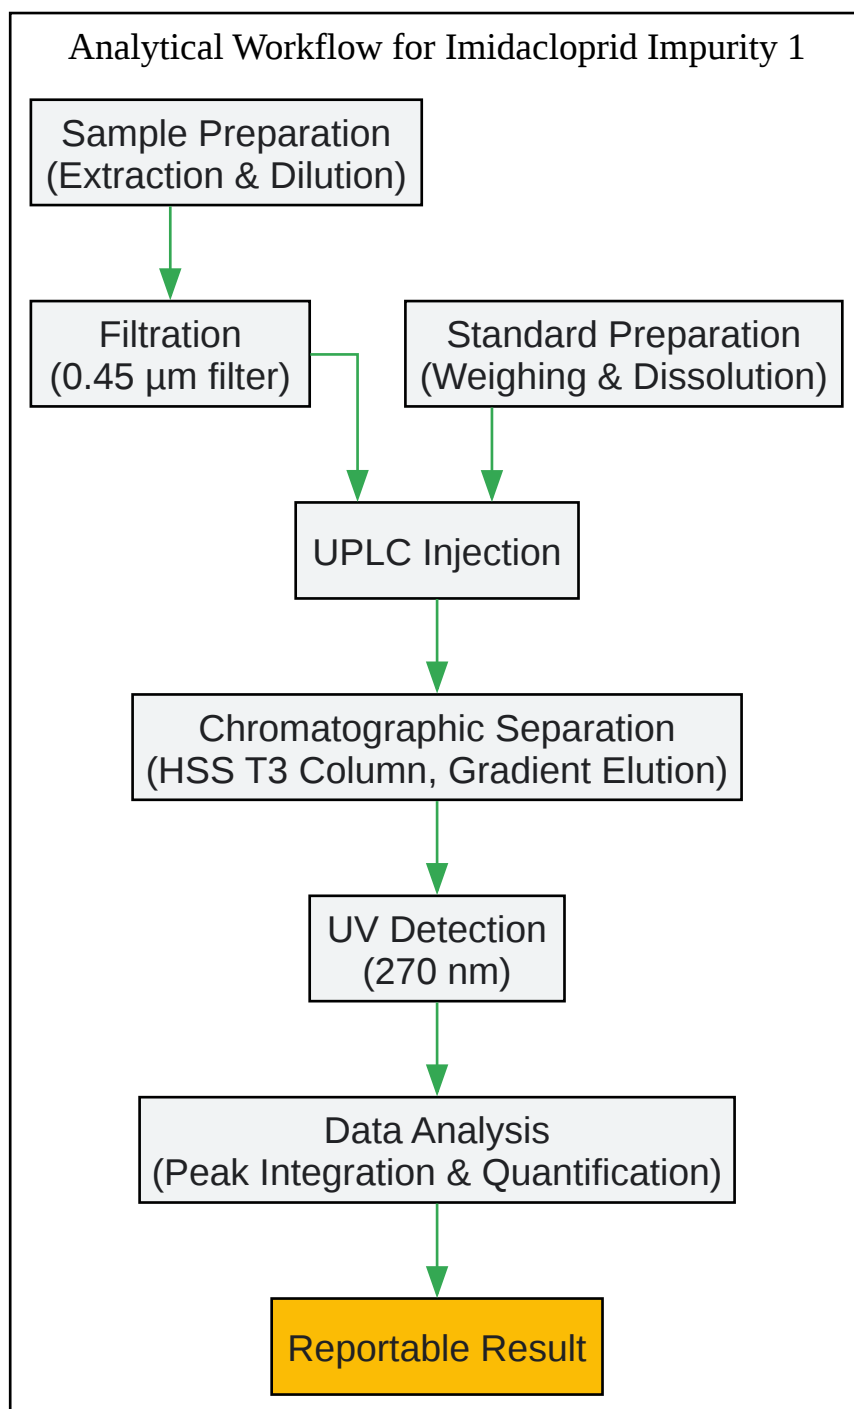 Analytical Workflow for Imidacloprid Impurity 1
Sample Preparation
(Extraction & Dilution)
Filtration
(0.45 µm filter)
Standard Preparation
(Weighing & Dissolution)
UPLC Injection
Chromatographic Separation
(HSS T3 Column, Gradient Elution)
UV Detection
(270 nm)
Data Analysis
(Peak Integration & Quantification)
Reportable Result